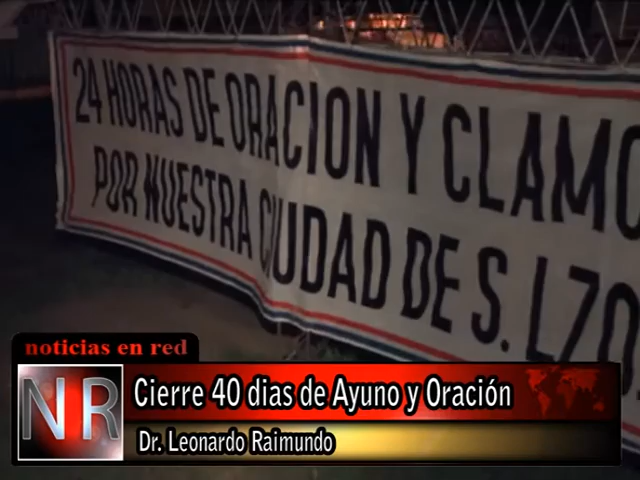 24 HORAS DE ORACION Y CLAMO
POR NUESTRA CIUDAD DE S. LZO
noticias en red
NR
Cierre 40 dias de Ayuno y Oración
Dr. Leonardo Raimundo